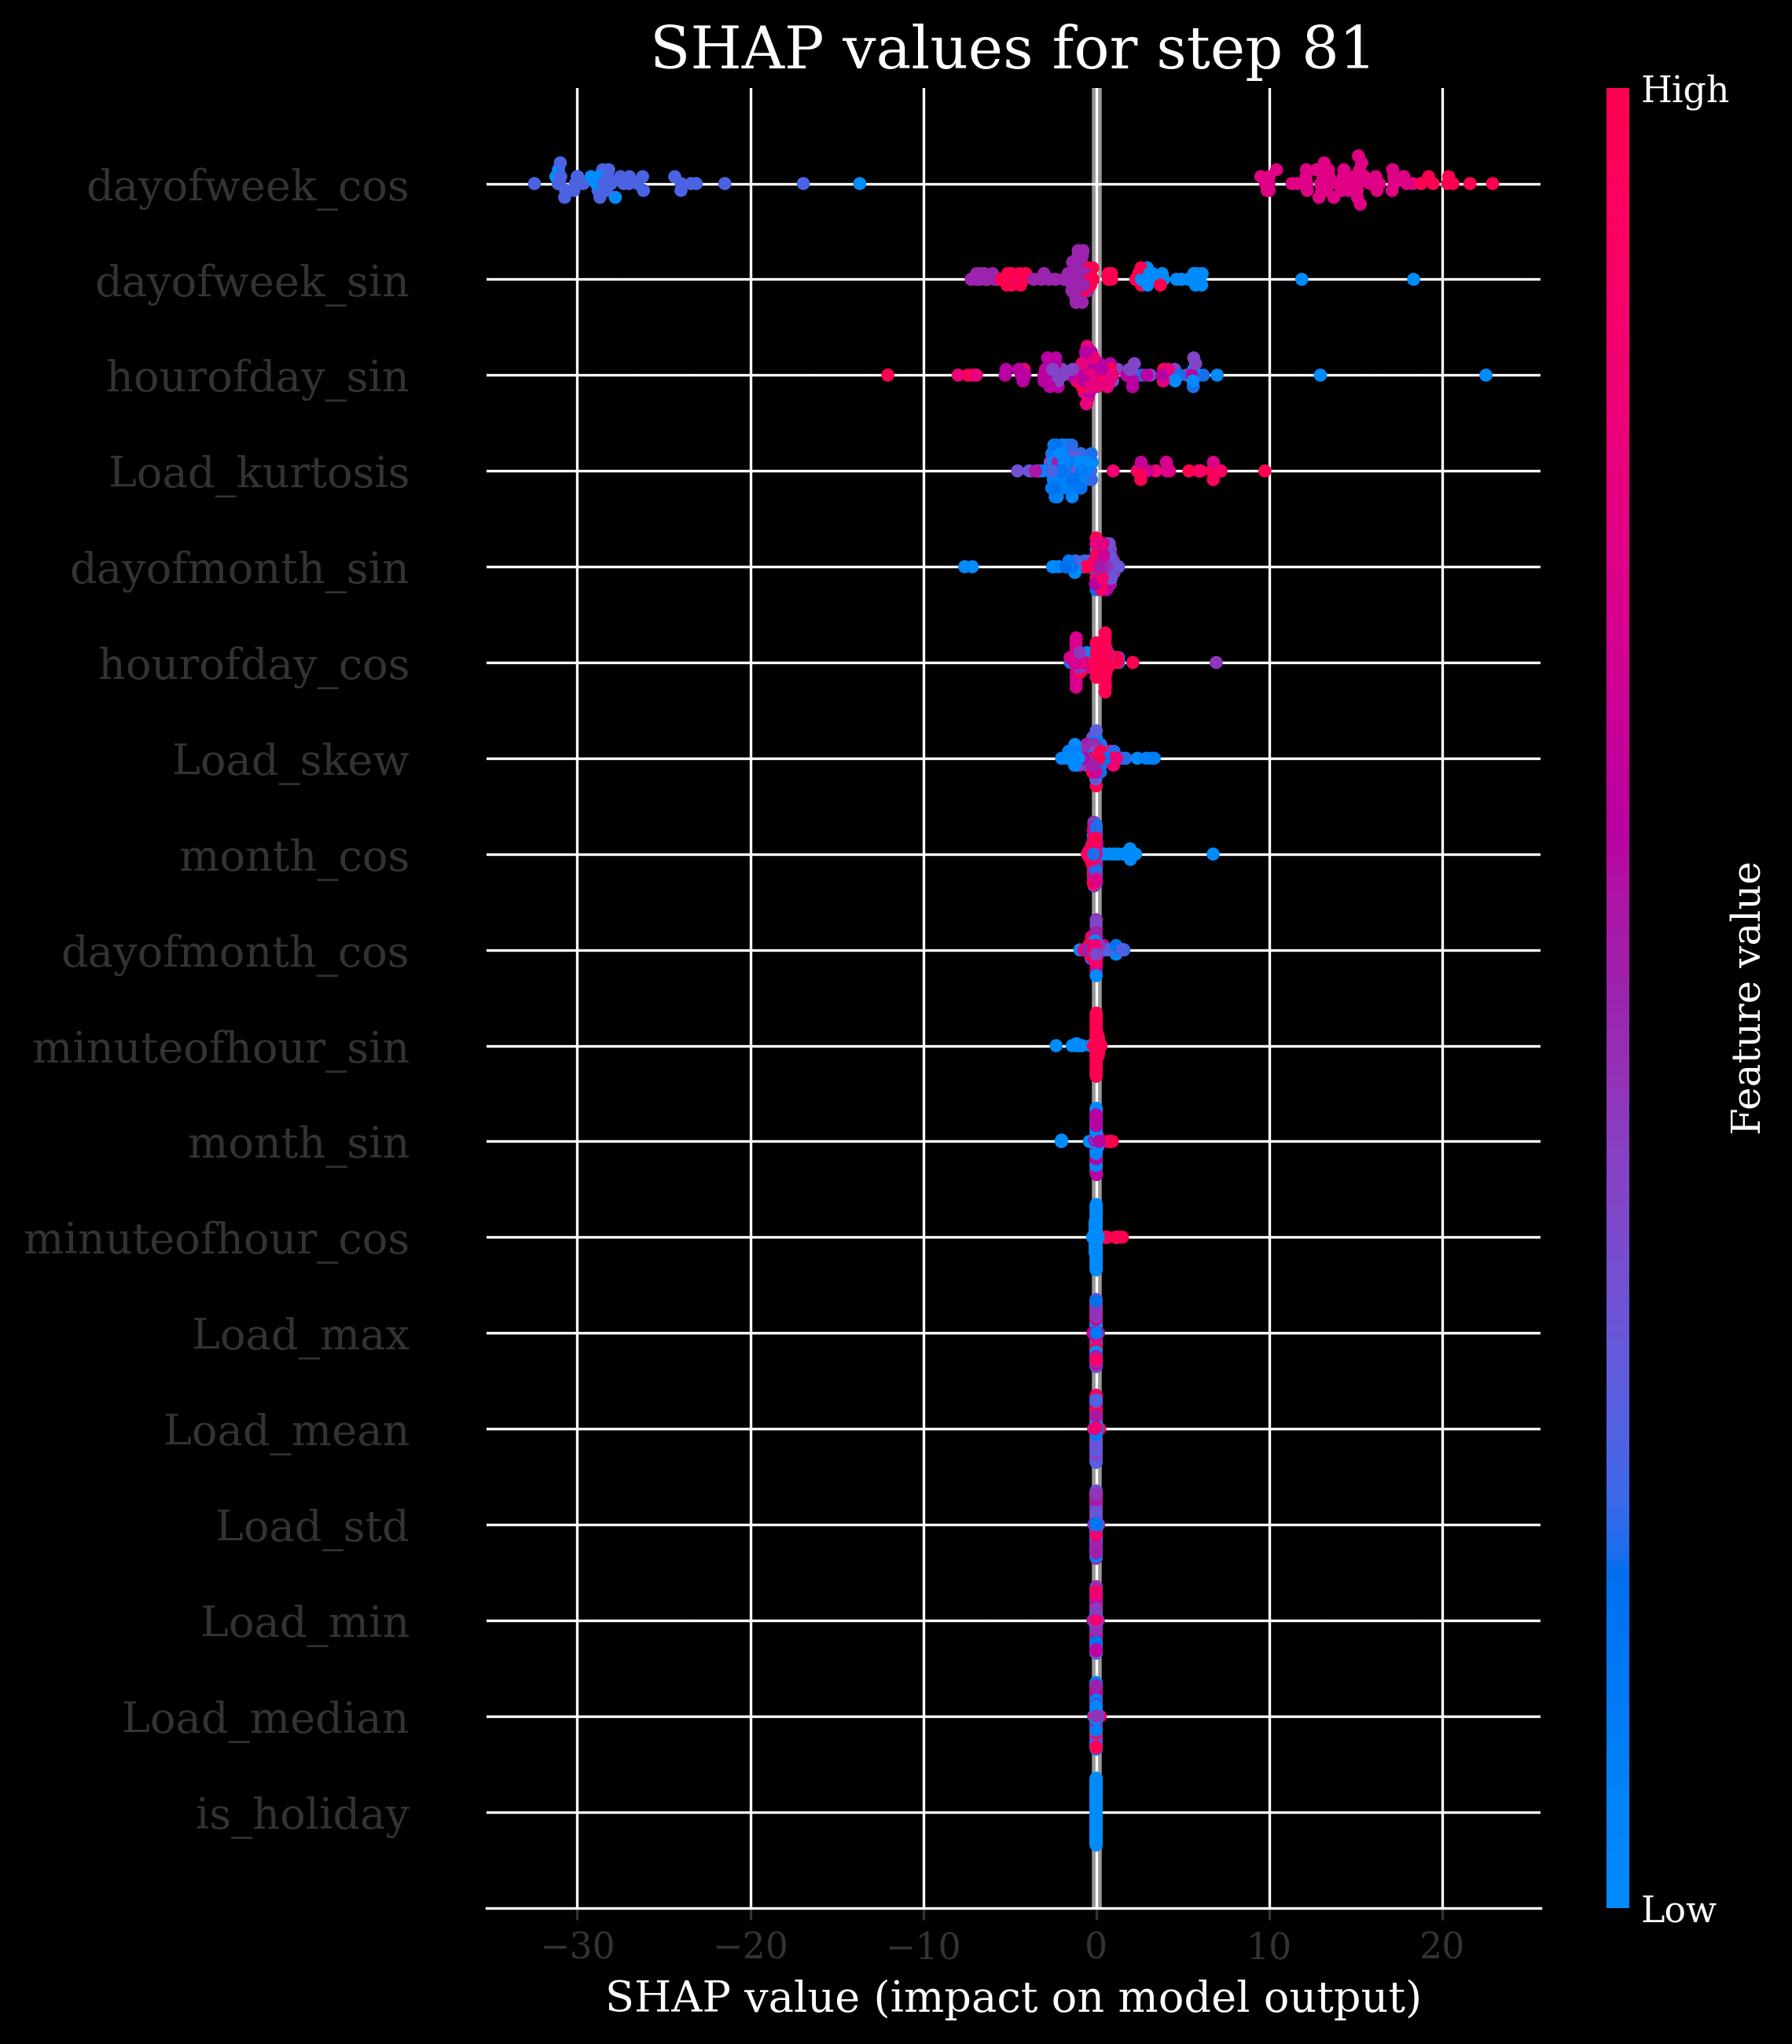 SHAP values for step 81
High
dayofweek_cos
dayofweek_sin
hourofday_sin
Load_kurtosis
dayofmonth_sin
hourofday_cos
Load_skew
month_cos
dayofmonth_cos
minuteofhour_sin
month_sin
minuteofhour_cos
Load_max
Load_mean
Load_std
Load_min
Load_median
is_holiday
Feature value
Low
−30 −20 −10 0 10 20
SHAP value (impact on model output)